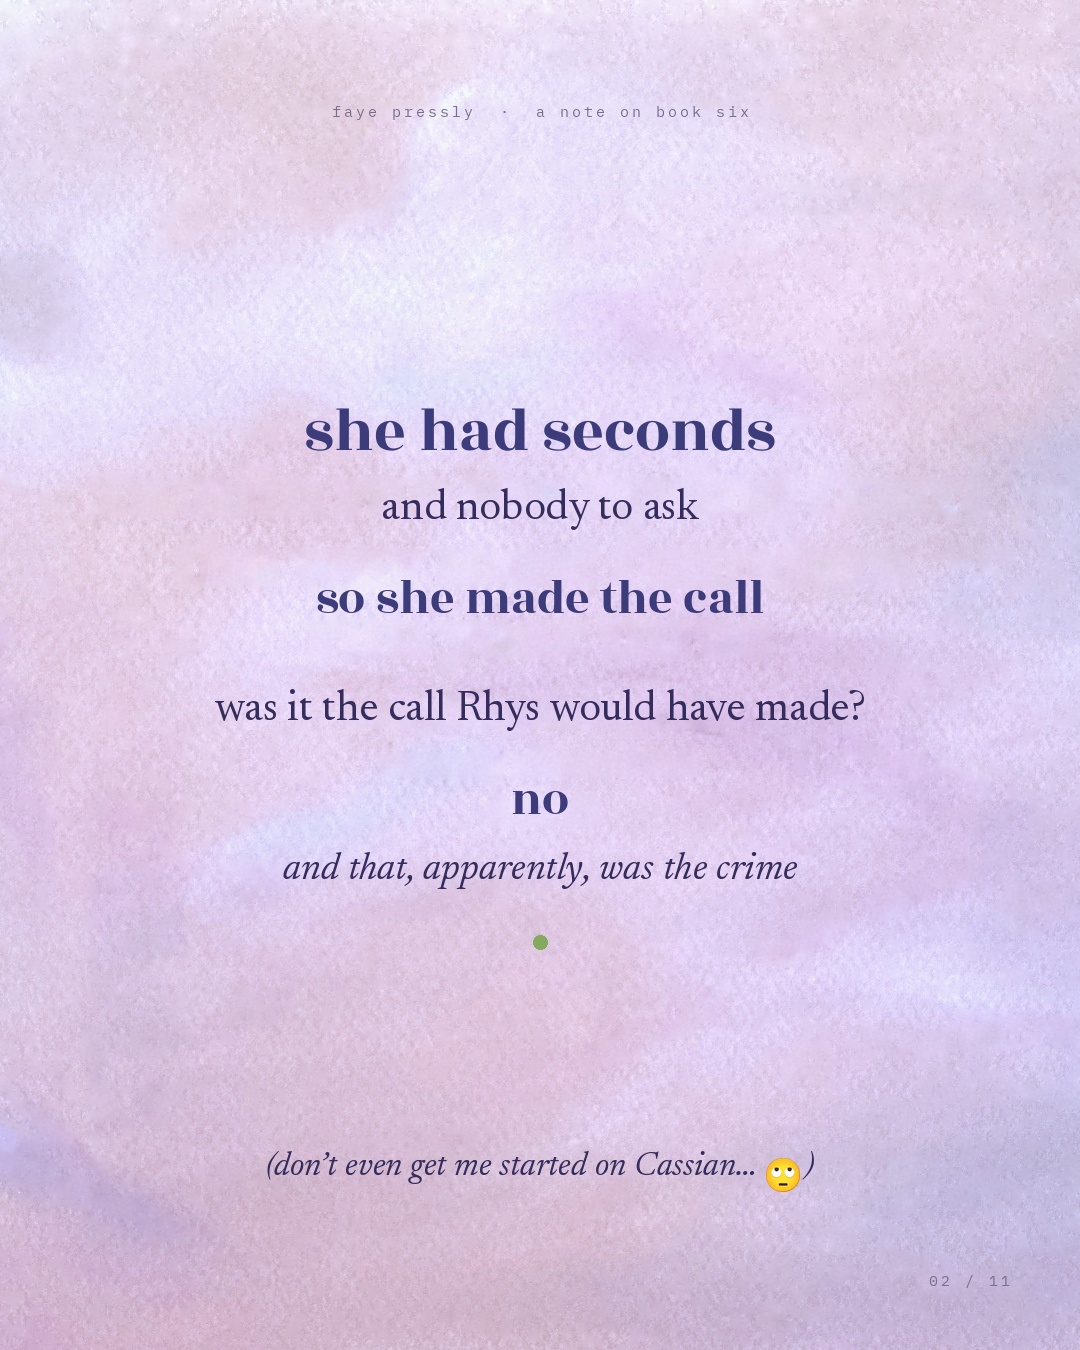 faye pressly · a note on book six
she had seconds
and nobody to ask
so she made the call
was it the call Rhys would have made?
no
and that, apparently, was the crime
(don’t even get me started on Cassian... 🙄)
02 / 11